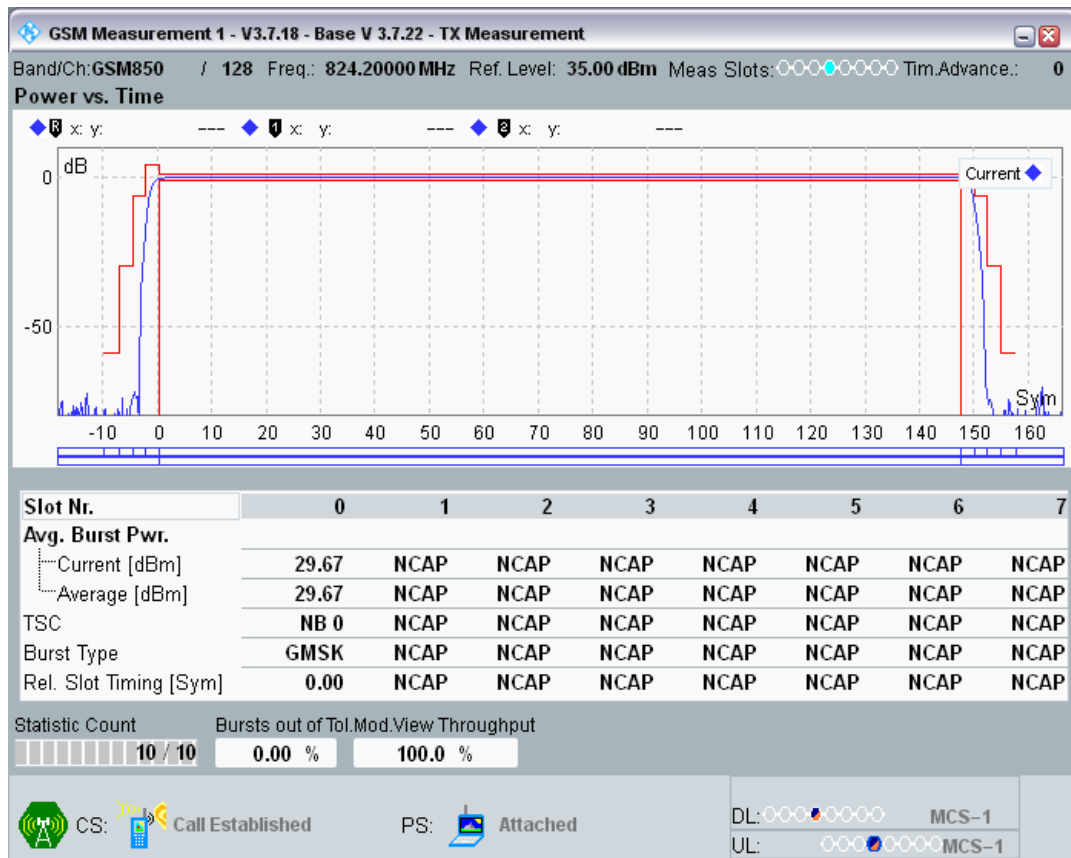 GSM Measurement 1 - V3.7.18 - Base V 3.7.22 - TX Measurement
Band/Ch:GSM850 / 128 Freq.: 824.20000 MHz Ref. Level: 35.00 dBm Meas Slots: Tim.Advance.: 0
Power vs. Time
R x: y: --- 1 x: y: --- 2 x: y: ---
dB
Current
0
-50
Sym
-10 0 10 20 30 40 50 60 70 80 90 100 110 120 130 140 150 160
Slot Nr. 0 1 2 3 4 5 6 7
Avg. Burst Pwr.
Current [dBm] 29.67 NCAP NCAP NCAP NCAP NCAP NCAP NCAP
Average [dBm] 29.67 NCAP NCAP NCAP NCAP NCAP NCAP NCAP
TSC NB 0 NCAP NCAP NCAP NCAP NCAP NCAP NCAP
Burst Type GMSK NCAP NCAP NCAP NCAP NCAP NCAP NCAP
Rel. Slot Timing [Sym] 0.00 NCAP NCAP NCAP NCAP NCAP NCAP NCAP
Statistic Count Bursts out of Tol.Mod.View Throughput
10 / 10 0.00 % 100.0 %
CS: Call Established PS: Attached
DL: MCS-1
UL: MCS-1